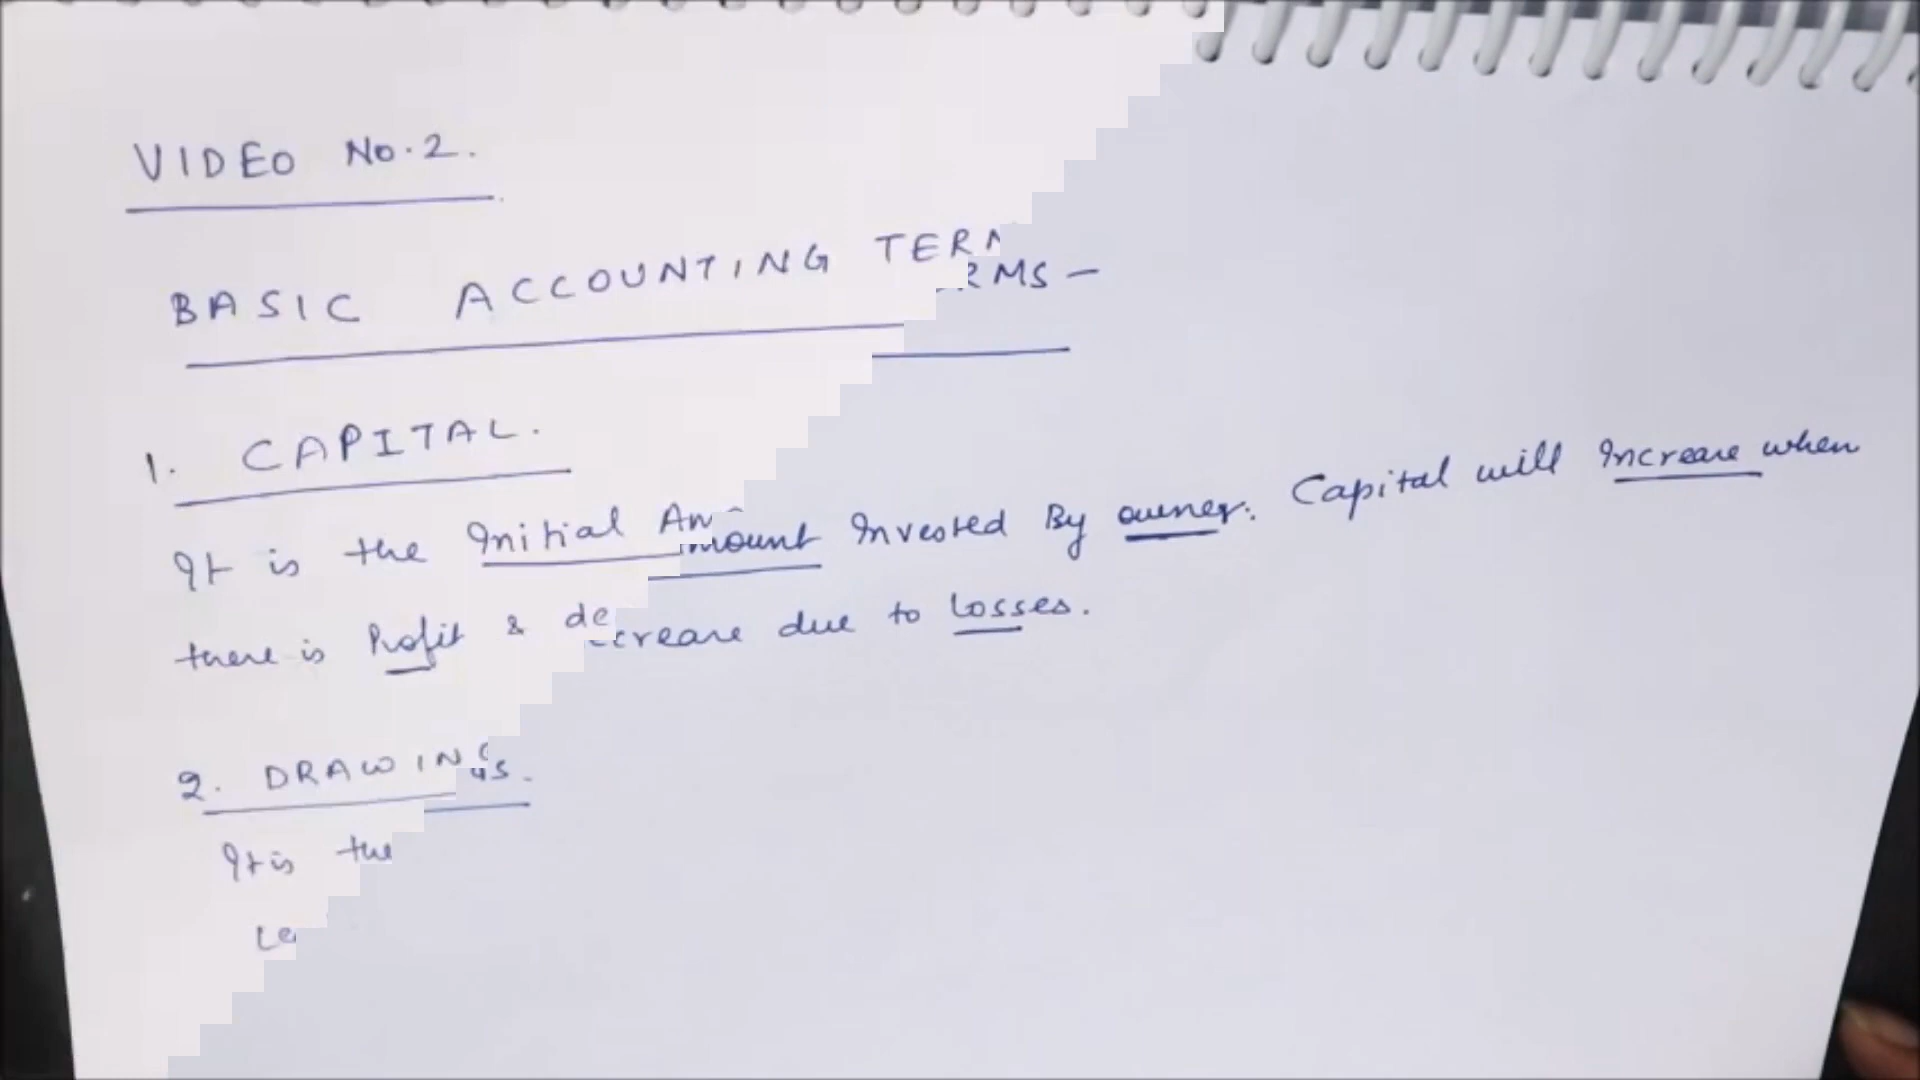 VIDEO No.2.
BASIC ACCOUNTING TERMS –
1. CAPITAL.
It is the Initial Amount Invested By owner. Capital will Increase when
there is Profit & decrease due to losses.
2. DRAWINGS.
It is the